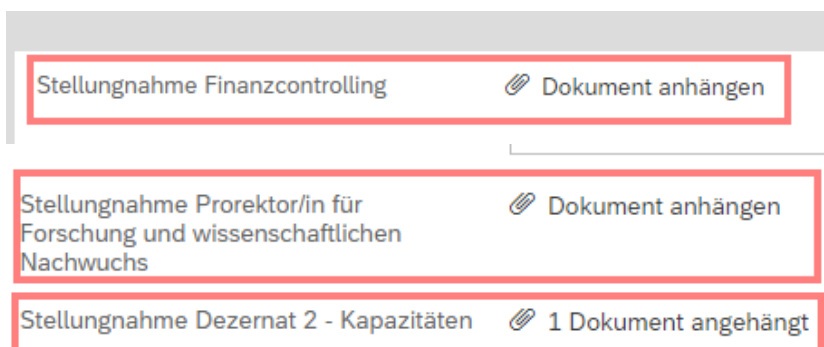 Stellungnahme Finanzcontrolling Dokument anhängen
Stellungnahme Prorektor/in für Dokument anhängen
Forschung und wissenschaftlichen
Nachwuchs
Stellungnahme Dezernat 2 - Kapazitäten 1 Dokument angehängt